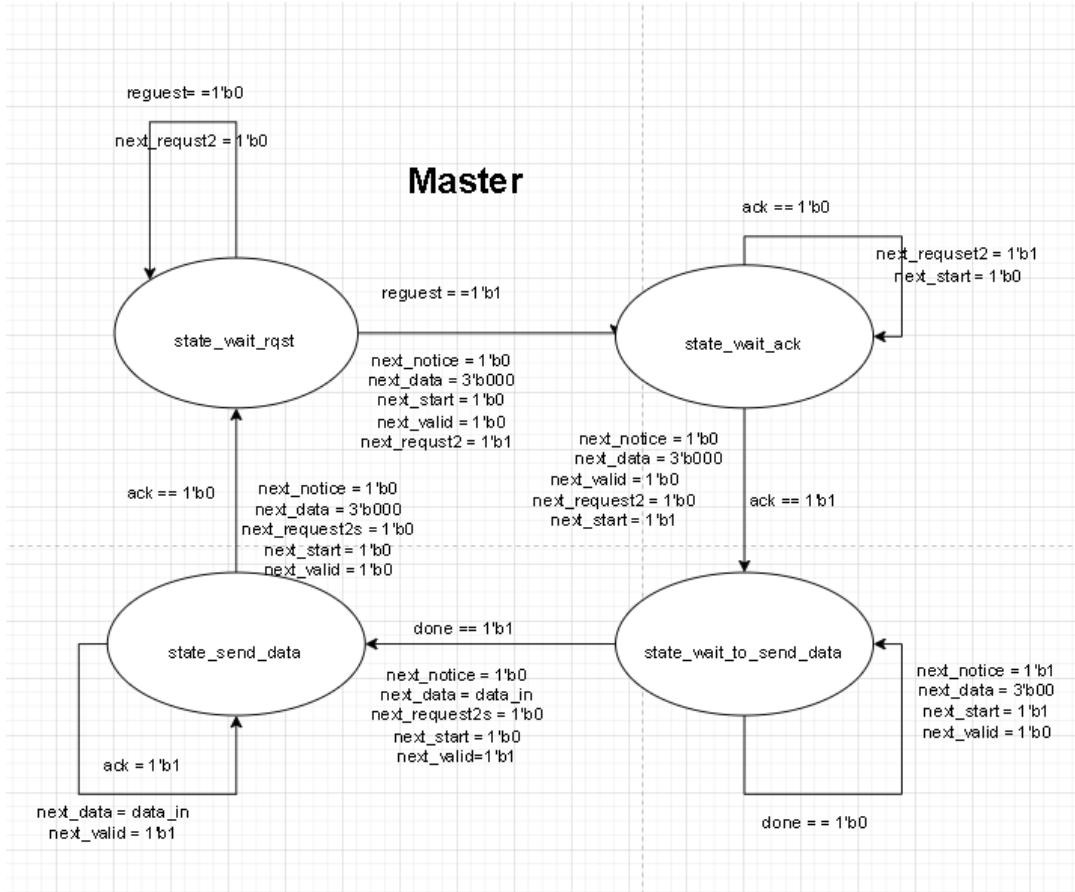 reguest= =1'b0
next_requst2 = 1'b0
Master
ack == 1'b0
next_requset2 = 1'b1
next_start = 1'b0
state_wait_rqst
reguest ==1'b1
state_wait_ack
next_notice = 1'b0
next_data = 3'b000
next_start = 1'b0
next_valid = 1'b0
next_requst2 = 1'b1
next_notice = 1'b0
next_data = 3'b000
next_valid = 1'b0
next_request2 = 1'b0
next_start = 1'b1
ack == 1'b1
ack == 1'b0
next_notice = 1'b0
next_data = 3'b000
next_request2s = 1'b0
next_start = 1'b0
next_valid = 1'b0
state_send_data
done == 1'b1
state_wait_to_send_data
next_notice = 1'b0
next_data = data_in
next_request2s = 1'b0
next_start = 1'b0
next_valid=1'b1
next_notice = 1'b1
next_data = 3'b00
next_start = 1'b1
next_valid = 1'b0
ack = 1'b1
next_data = data_in
next_valid = 1'b1
done == 1'b0